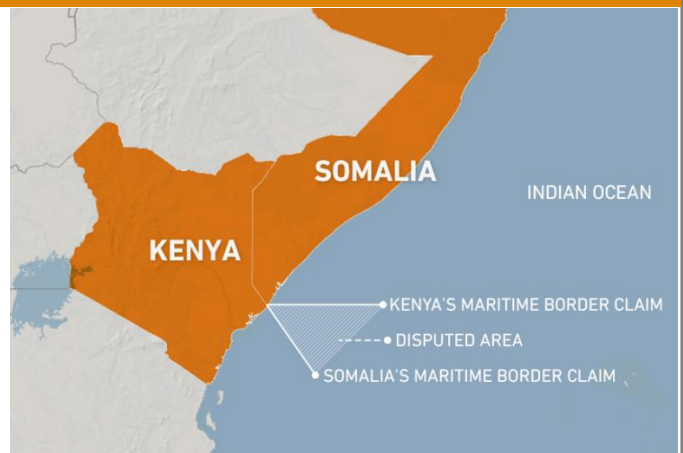 SOMALIA
INDIAN OCEAN
KENYA
KENYA'S MARITIME BORDER CLAIM
DISPUTED AREA
SOMALIA'S MARITIME BORDER CLAIM